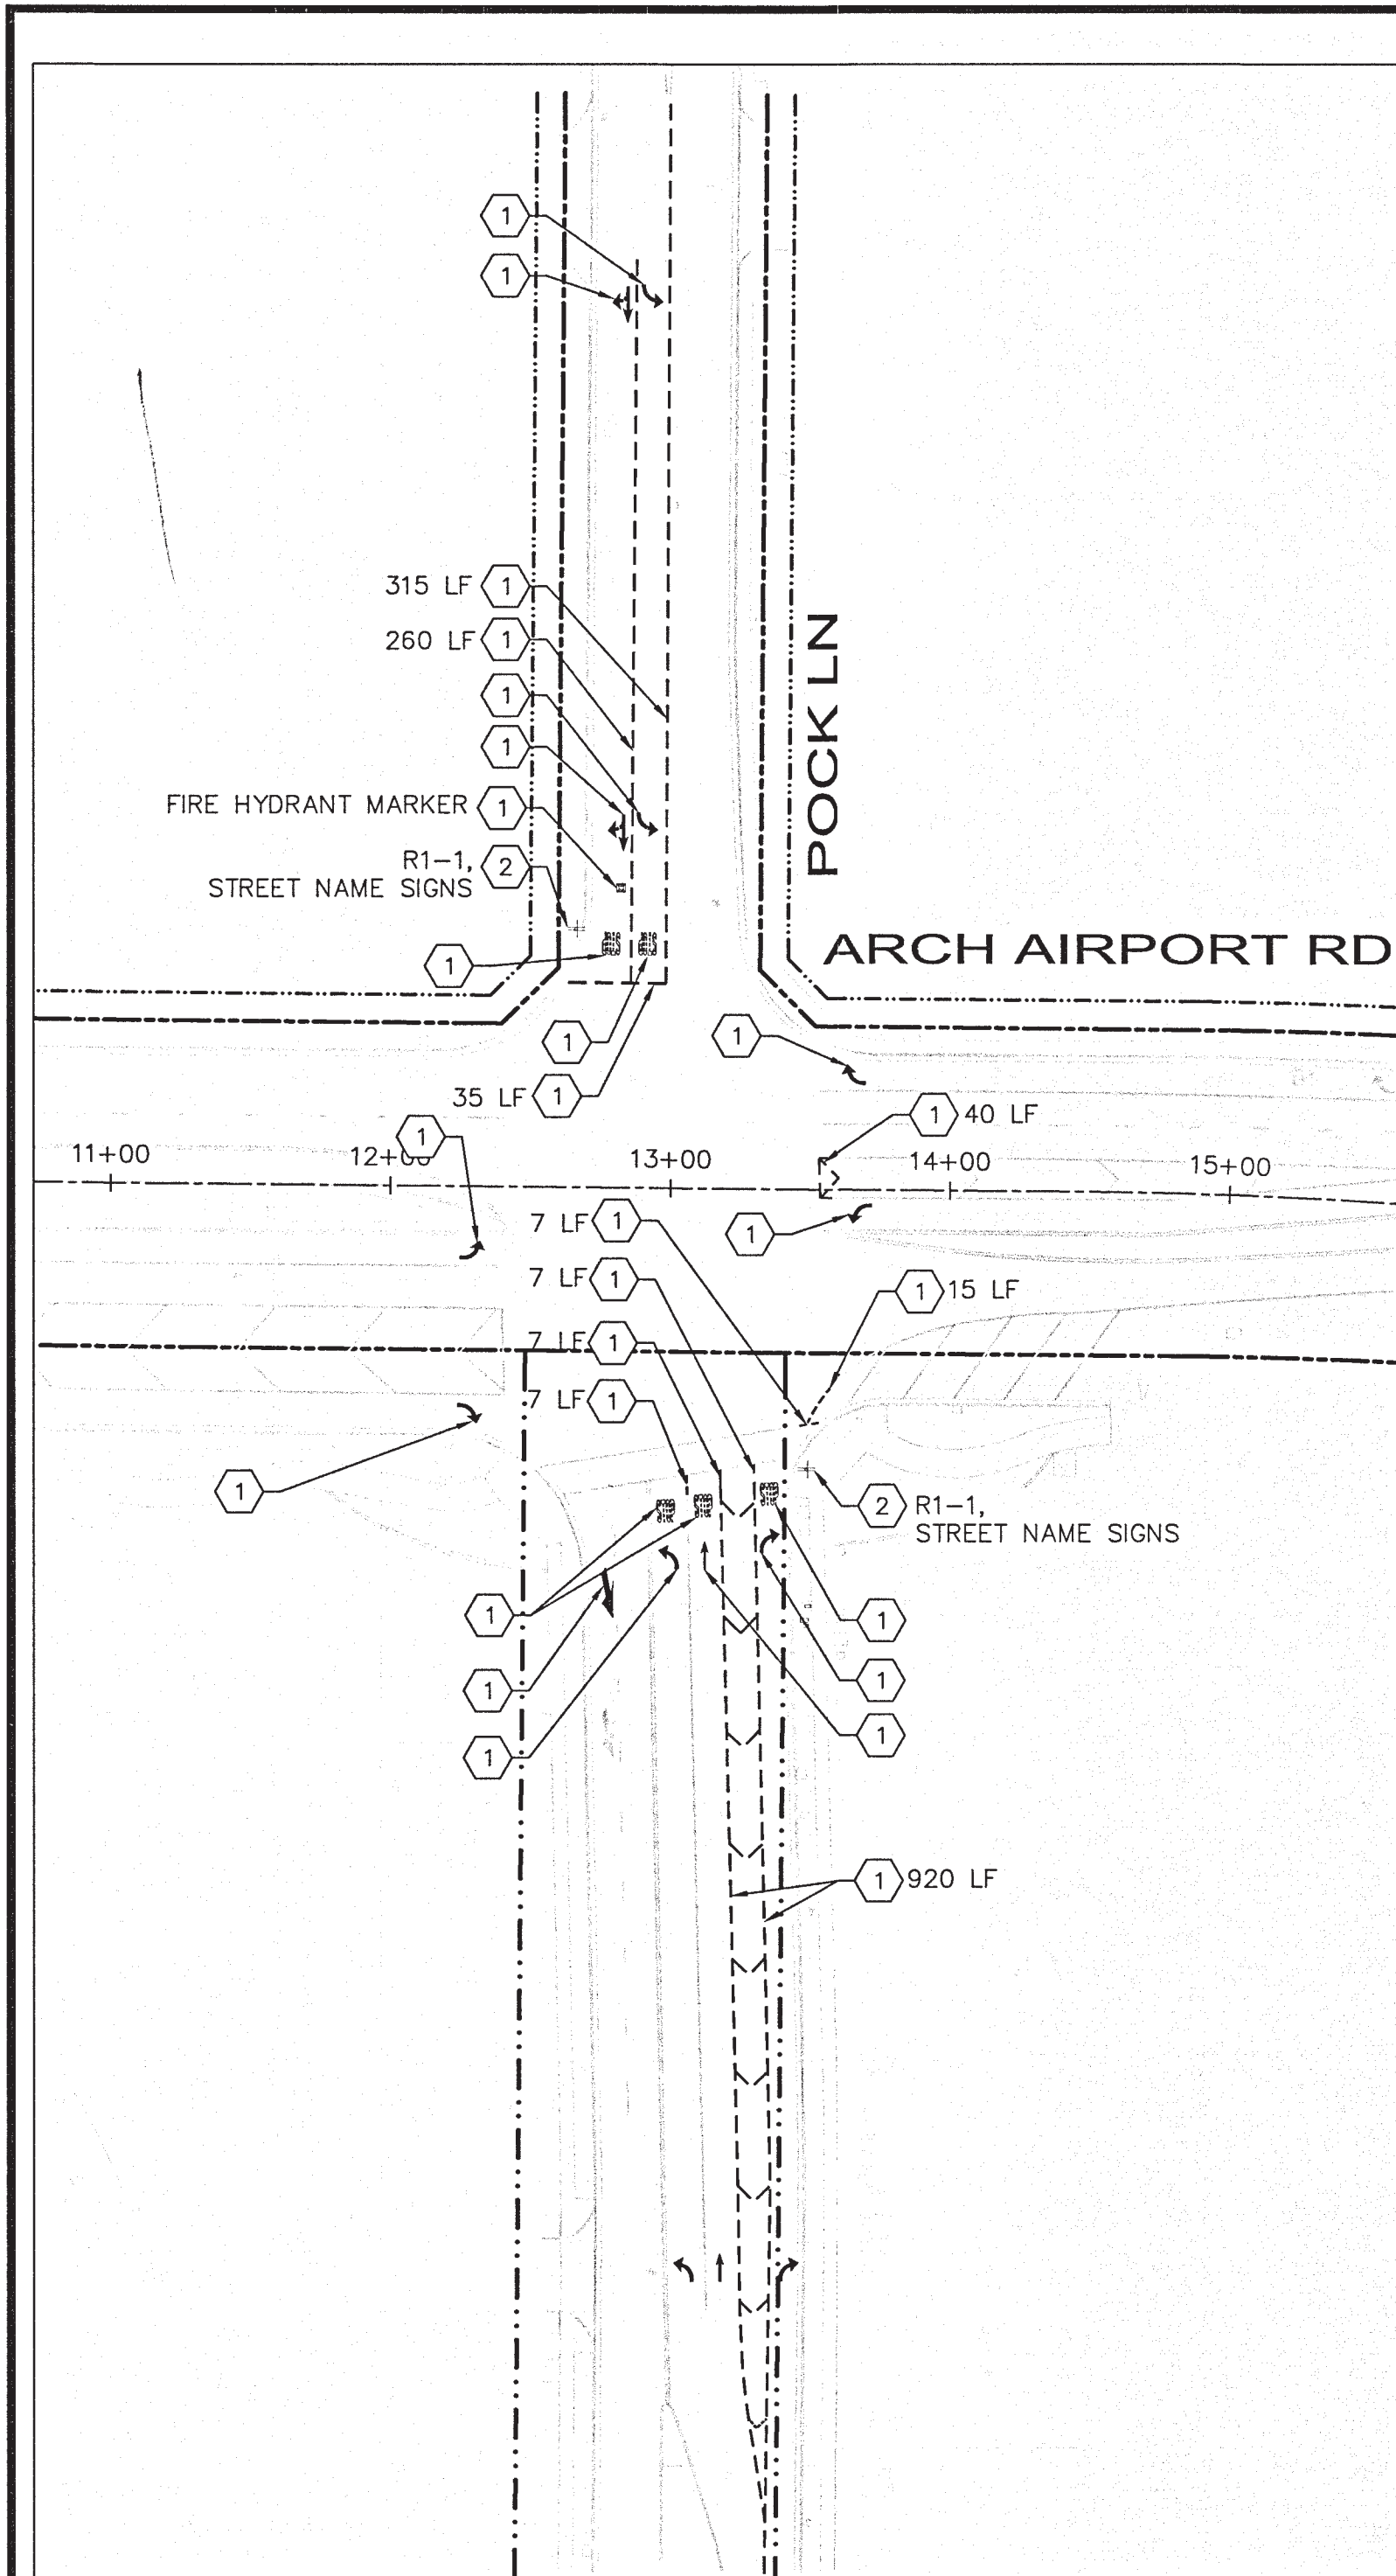 1
1
315 LF 1
260 LF 1
1
1
FIRE HYDRANT MARKER 1
R1-1, 2
STREET NAME SIGNS
1
POCK LN
ARCH AIRPORT RD
1
1
35 LF 1
1 40 LF
1
11+00
12+00
13+00
14+00
15+00
7 LF 1
1
7 LF 1
1 15 LF
7 LF 1
7 LF 1
1
2 R1-1,
STREET NAME SIGNS
1
1
1
1
1
1
1 920 LF